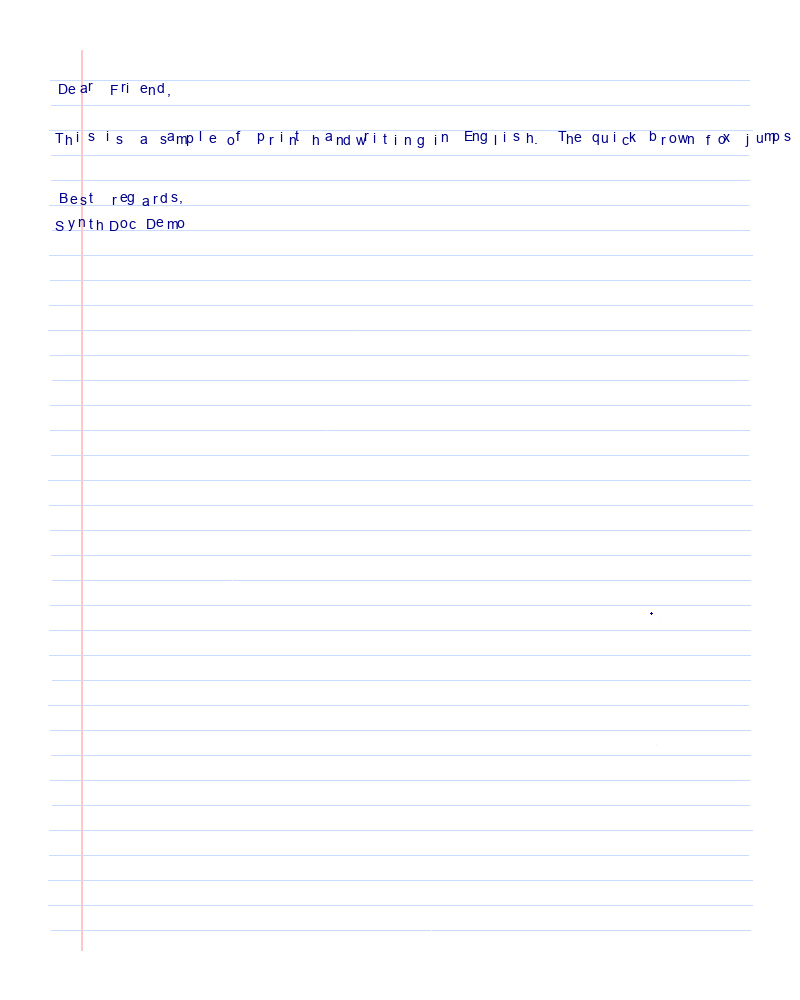 Dear Friend,
This is a sample of print handwriting in English. The quick brown fox jumps
Best regards,
SynthDoc Demo